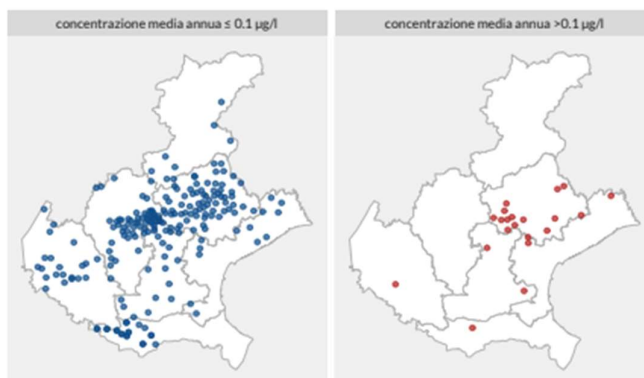 concentrazione media annua ≤ 0.1 µg/l
concentrazione media annua >0.1 µg/l